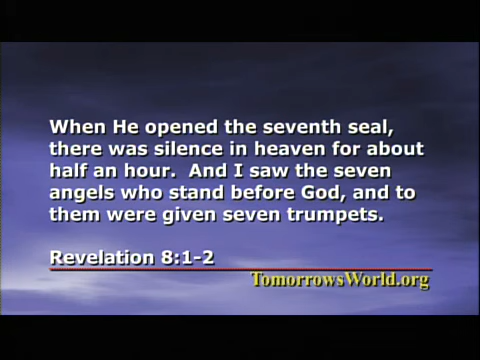 When He opened the seventh seal,
there was silence in heaven for about
half an hour.  And I saw the seven
angels who stand before God, and to
them were given seven trumpets.
Revelation 8:1-2
TomorrowsWorld.org